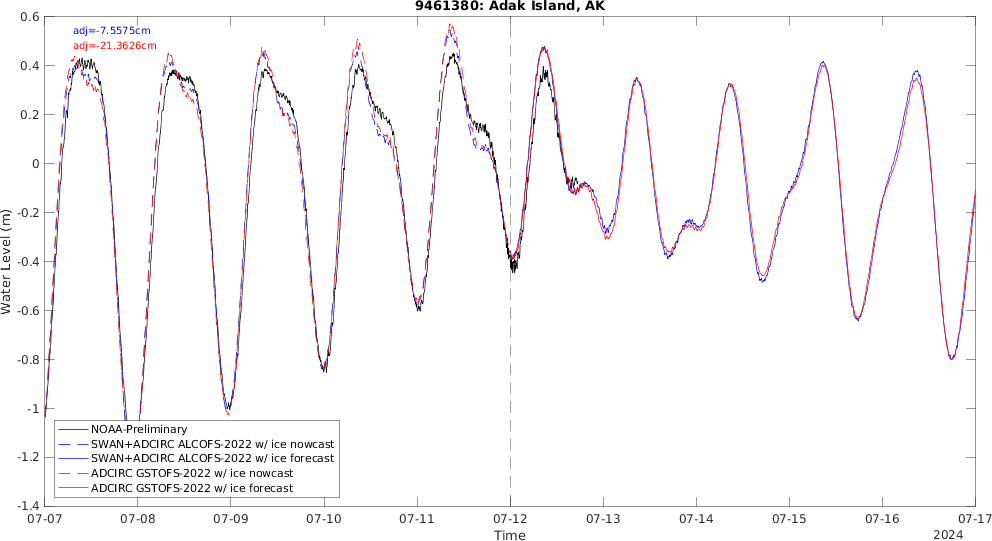 9461380: Adak Island, AK
adj=-7.5575cm
adj=-21.3626cm
0.6
0.4
0.2
0
-0.2
-0.4
-0.6
-0.8
-1
-1.2
-1.4
Water Level (m)
NOAA-Preliminary
SWAN+ADCIRC ALCOFS-2022 w/ ice nowcast
SWAN+ADCIRC ALCOFS-2022 w/ ice forecast
ADCIRC GSTOFS-2022 w/ ice nowcast
ADCIRC GSTOFS-2022 w/ ice forecast
07-07 07-08 07-09 07-10 07-11 07-12 07-13 07-14 07-15 07-16 07-17
Time
2024